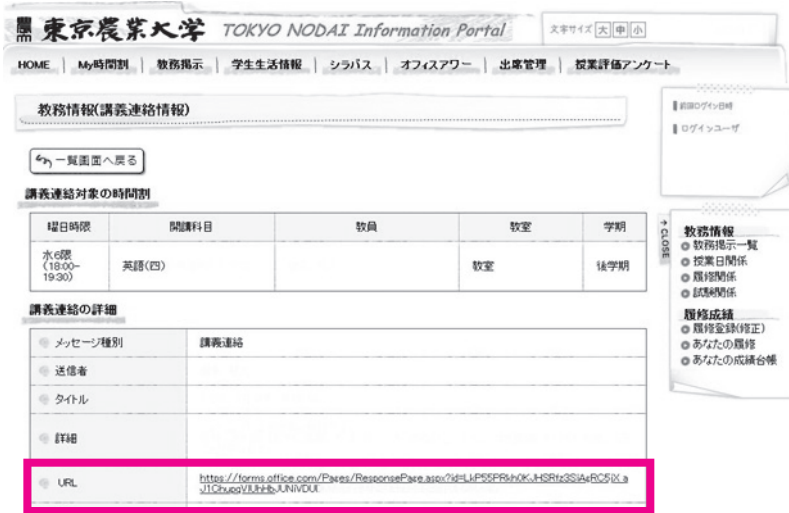 東京農業大学 TOKYO NODAI Information Portal
文字サイズ 大 中 小
HOME My時間割 教務掲示 学生生活情報 シラバス オフィスアワー 出席管理 授業評価アンケート
教務情報(講義連絡情報)
前回ログイン日時
ログインユーザ
一覧画面へ戻る
講義連絡対象の時間割
曜日時限 開講科目 教員 教室 学期
水6限
(18:00-
19:30)
英語(四) 教室 後学期
→CLOSE
教務情報
教務掲示一覧
授業日関係
履修関係
試験関係
履修成績
履修登録(修正)
あなたの履修
あなたの成績台帳
講義連絡の詳細
メッセージ種別 講義連絡
送信者
タイトル
詳細
URL
https://forms.office.com/Pages/ResponsePage.aspx?id=